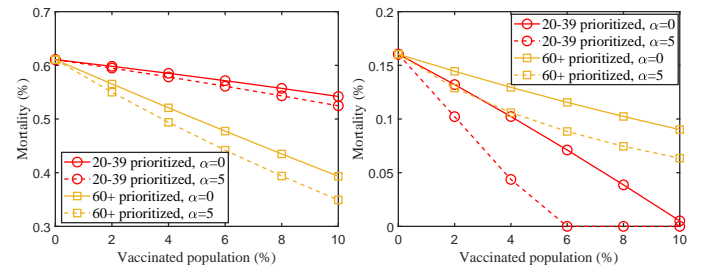 0.7
0.6
0.5
0.4
0.3
Mortality (%)
20-39 prioritized, α=0
20-39 prioritized, α=5
60+ prioritized, α=0
60+ prioritized, α=5
0 2 4 6 8 10
Vaccinated population (%)
0.2
0.15
0.1
0.05
0
Mortality (%)
20-39 prioritized, α=0
20-39 prioritized, α=5
60+ prioritized, α=0
60+ prioritized, α=5
0 2 4 6 8 10
Vaccinated population (%)